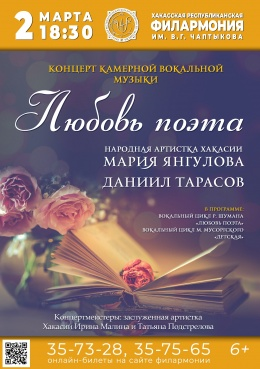 2 МАРТА
18:30
ХАКАССКАЯ РЕСПУБЛИКАНСКАЯ
ФИЛАРМОНИЯ
ИМ. В.Г. ЧАПТЫКОВА
КОНЦЕРТ КАМЕРНОЙ ВОКАЛЬНОЙ
МУЗЫКИ
Любовь поэта
НАРОДНАЯ АРТИСТКА ХАКАСИИ
МАРИЯ ЯНГУЛОВА
ДАНИИЛ ТАРАСОВ
В ПРОГРАММЕ:
ВОКАЛЬНЫЙ ЦИКЛ Р. ШУМАНА
«ЛЮБОВЬ ПОЭТА»
ВОКАЛЬНЫЙ ЦИКЛ М. МУСОРГСКОГО
«ДЕТСКАЯ»
Концертмейстеры: заслуженная артистка
Хакасии Ирина Малина и Татьяна Подстрелова
35-73-28, 35-75-65
онлайн-билеты на сайте филармонии
6+